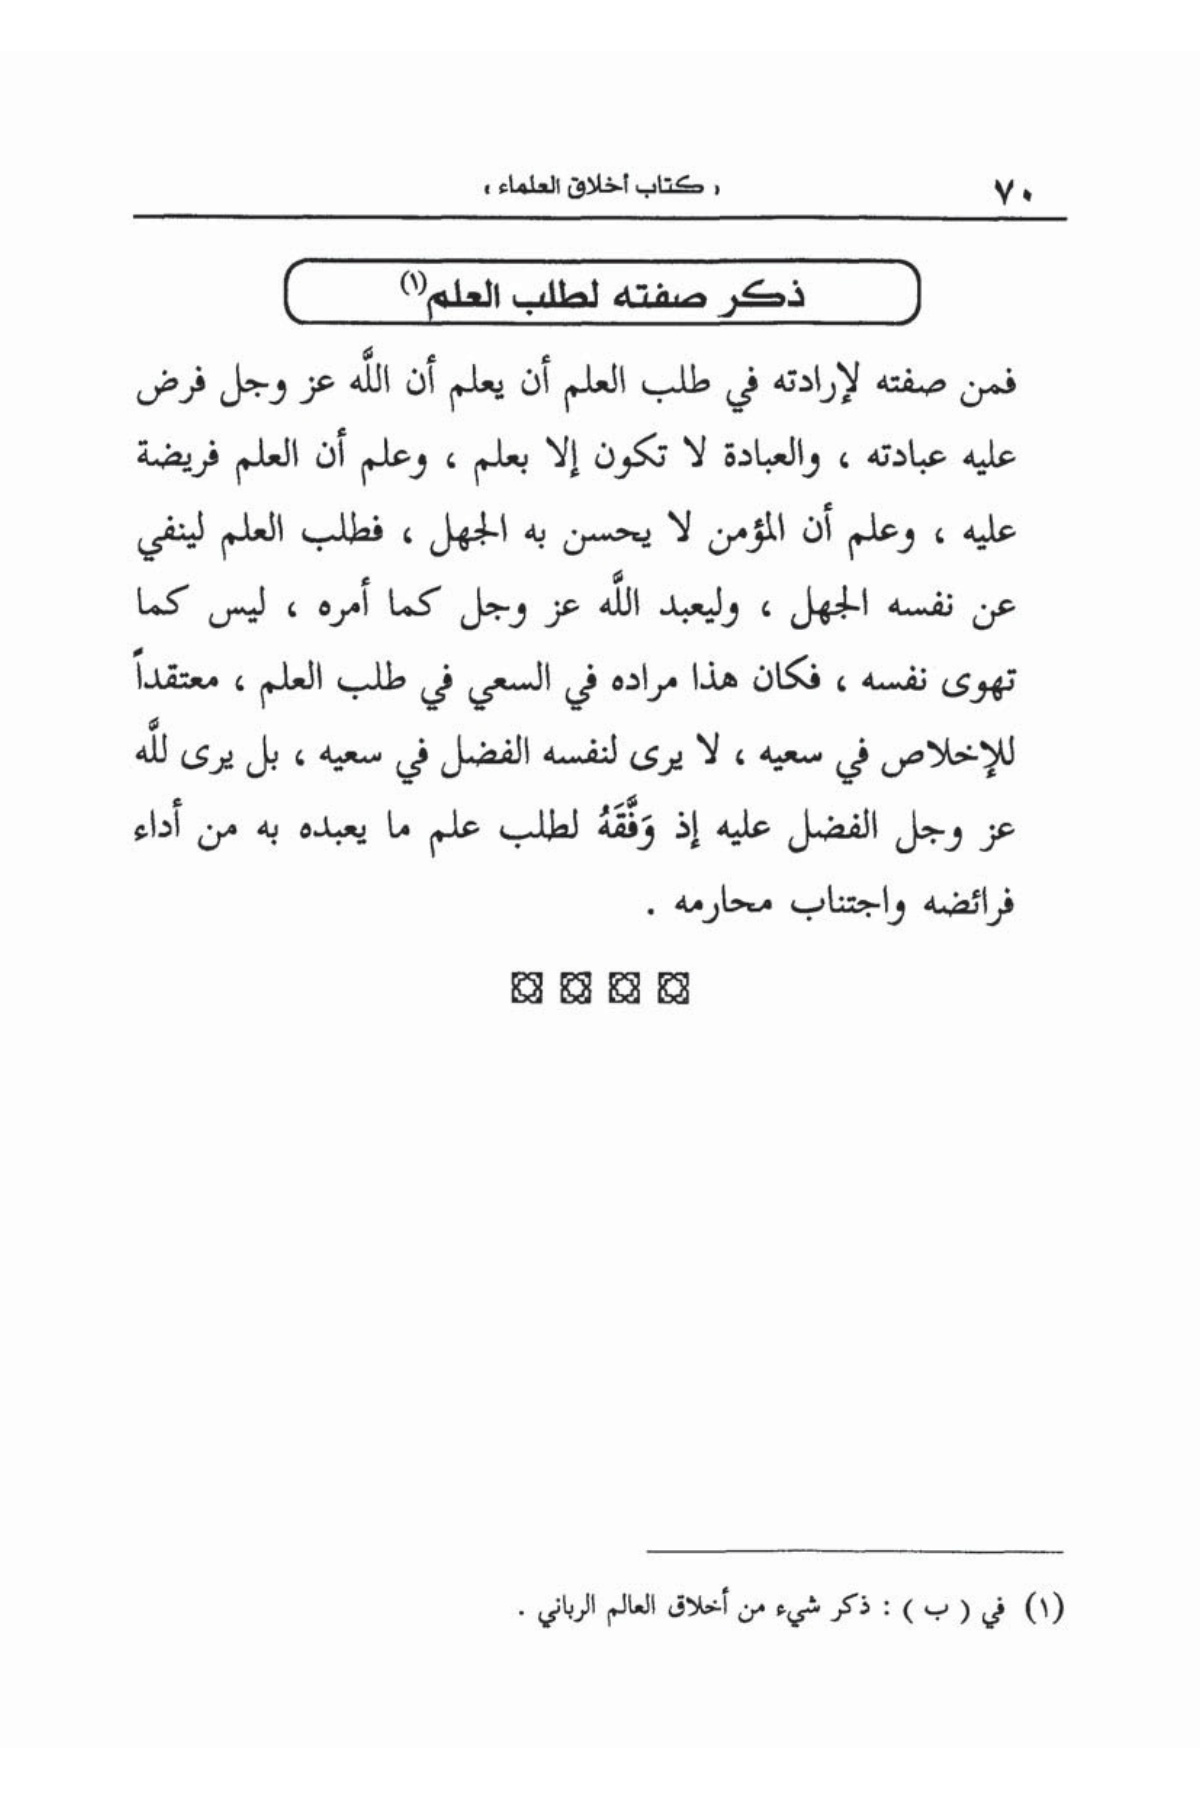 ٧٠
« كتاب أخلاق العلماء »
ذكر صفته لطلب العلم(١)
فمن صفته لإرادته في طلب العلم أن يعلم أن اللَّه عز وجل فرض
عليه عبادته ، والعبادة لا تكون إلا بعلم ، وعلم أن العلم فريضة
عليه ، وعلم أن المؤمن لا يحسن به الجهل ، فطلب العلم لينفي
عن نفسه الجهل ، وليعبد اللَّه عز وجل كما أمره ، ليس كما
تهوى نفسه ، فكان هذا مراده في السعي في طلب العلم ، معتقداً
للإخلاص في سعيه ، لا يرى لنفسه الفضل في سعيه ، بل يرى للَّه
عز وجل الفضل عليه إذ وَفَّقَهُ لطلب علم ما يعبده به من أداء
فرائضه واجتناب محارمه .
(١) في ( ب ) : ذكر شيء من أخلاق العالم الرباني .